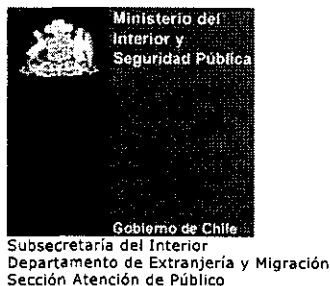 Ministerio del
Interior y
Seguridad Pública
Gobierno de Chile
Subsecretaría del Interior
Departamento de Extranjería y Migración
Sección Atención de Público